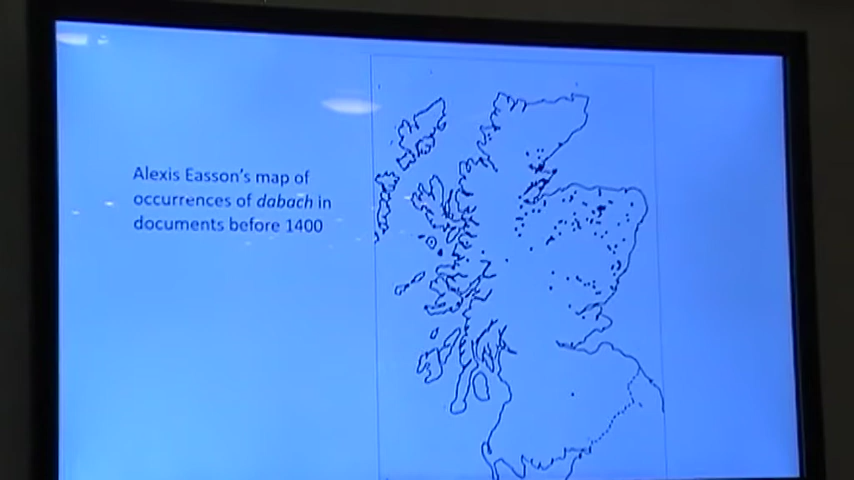 Alexis Easson's map of
occurrences of dabach in
documents before 1400